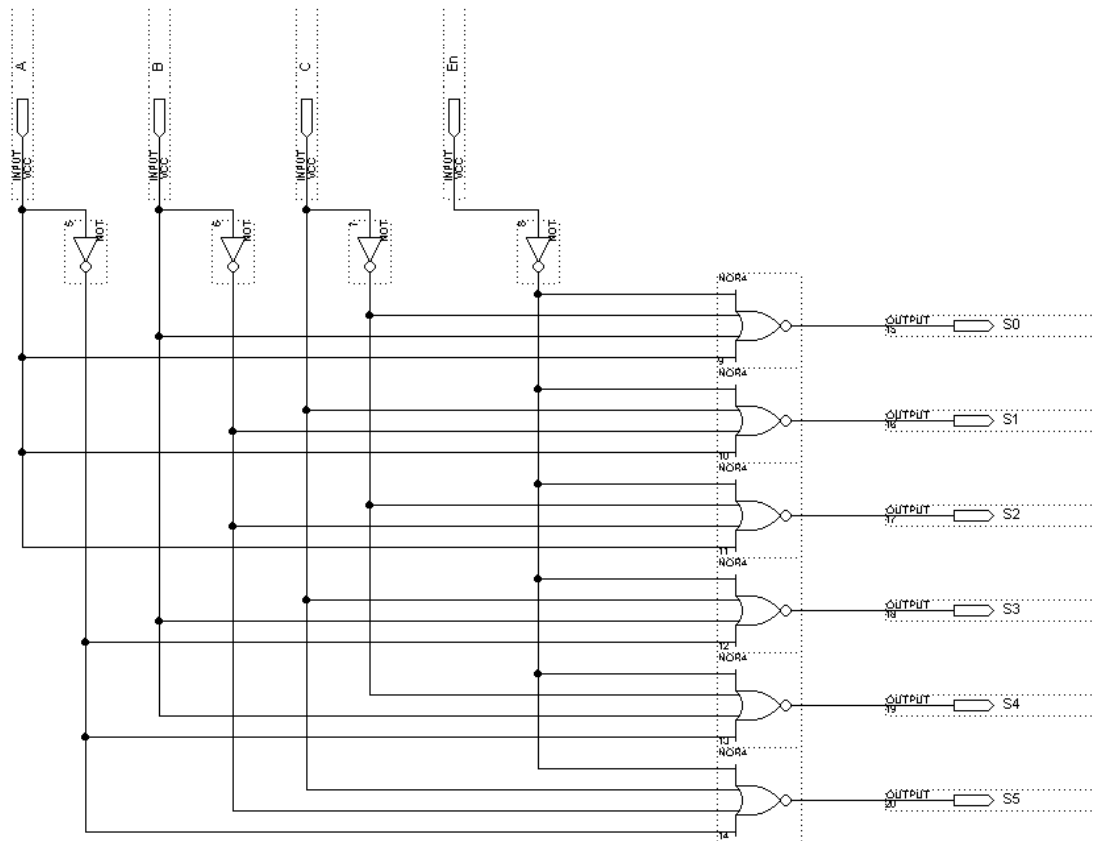 A
B
C
En
INPUT
VCC
INPUT
VCC
INPUT
VCC
INPUT
VCC
5
NOT
6
NOT
7
NOT
8
NOT
NOR4
9
OUTPUT
15
S0
NOR4
10
OUTPUT
16
S1
NOR4
11
OUTPUT
17
S2
NOR4
12
OUTPUT
18
S3
NOR4
13
OUTPUT
19
S4
NOR4
14
OUTPUT
20
S5